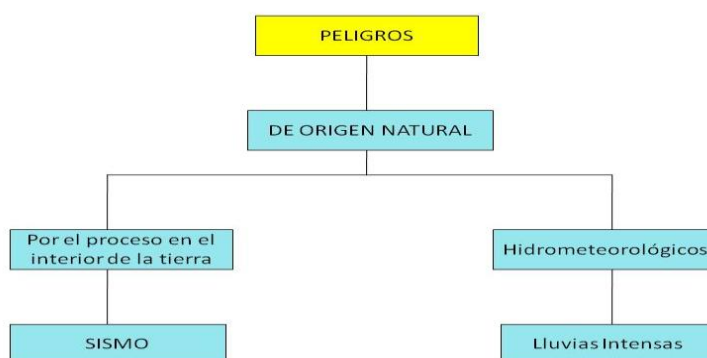 PELIGROS
DE ORIGEN NATURAL
Por el proceso en el
interior de la tierra
Hidrometeorológicos
SISMO
Lluvias Intensas